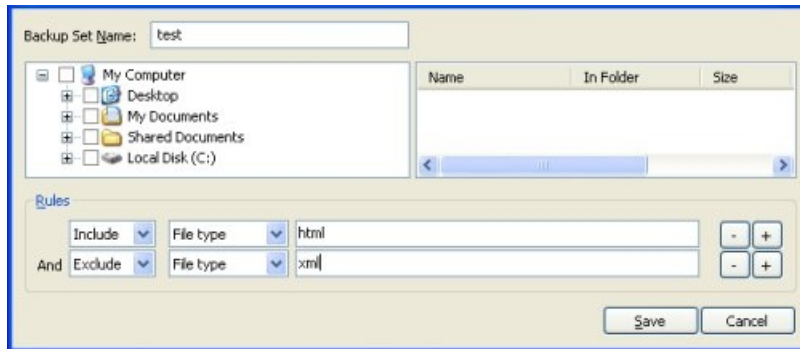 Backup Set Name: test
My Computer
Desktop
My Documents
Shared Documents
Local Disk (C:)
Name In Folder Size
Rules
Include File type html - +
And Exclude File type xml - +
Save Cancel